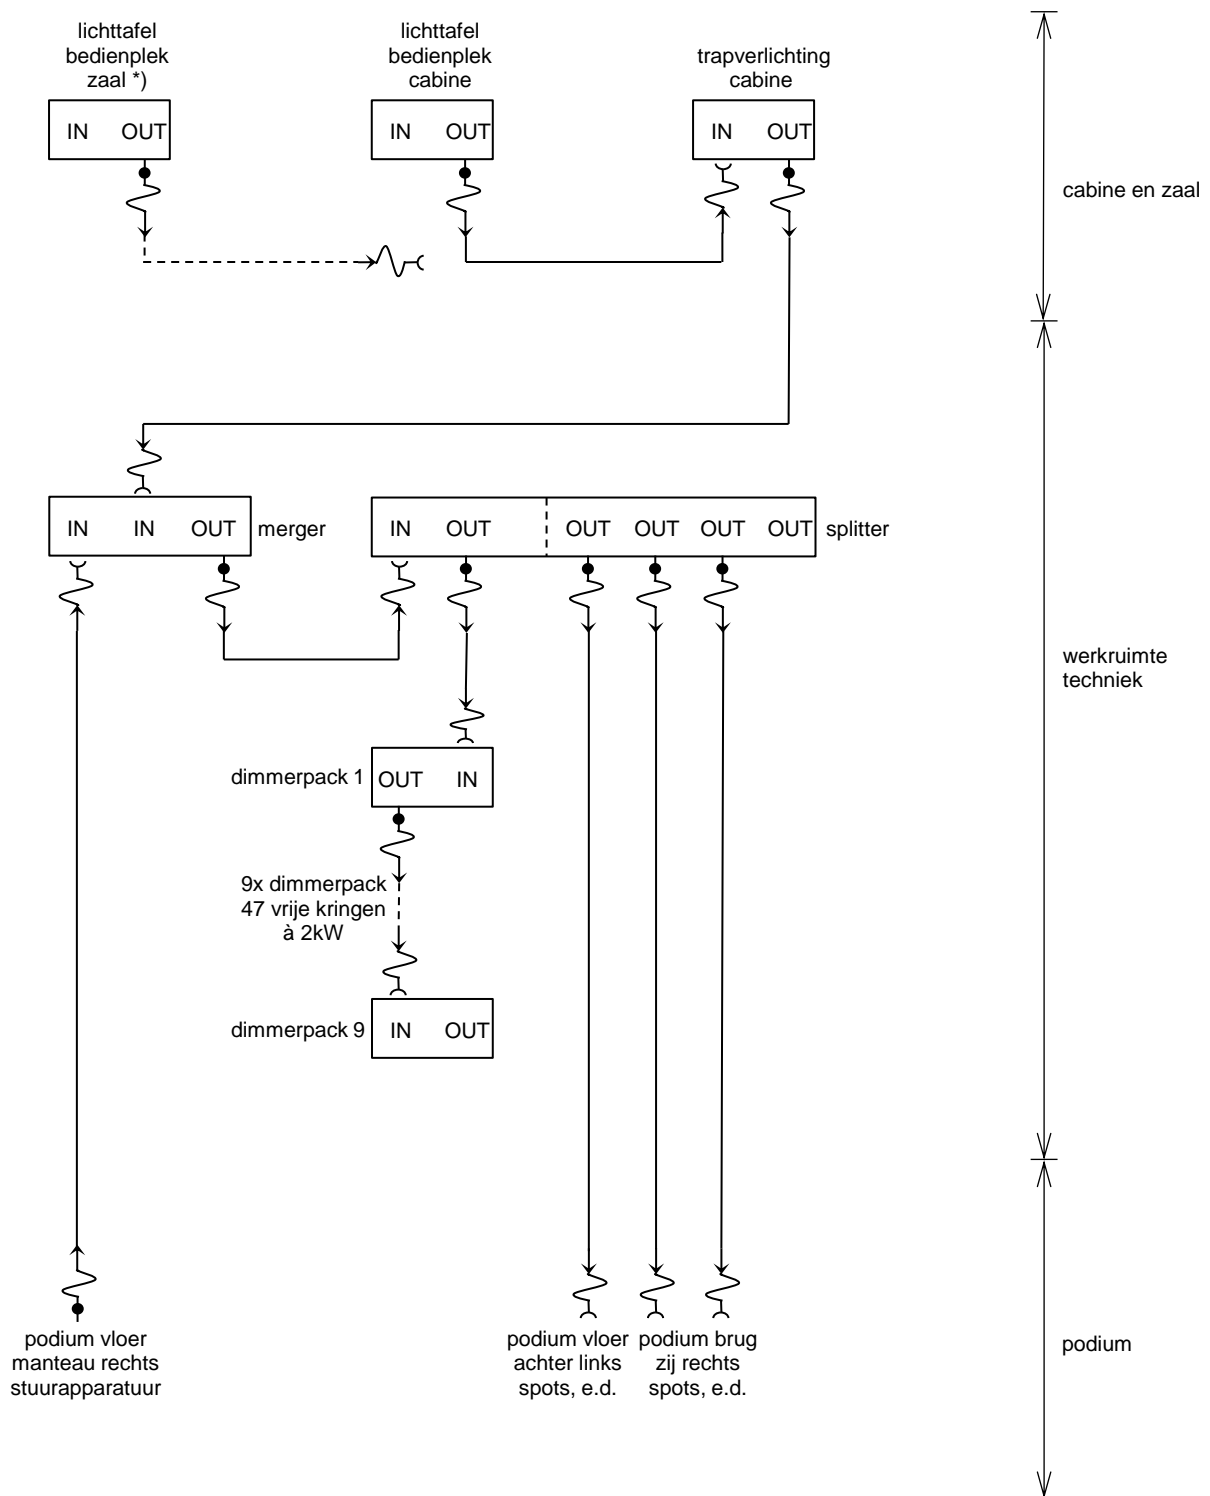 lichttafel
bedienplek
zaal *)
lichttafel
bedienplek
cabine
trapverlichting
cabine
IN OUT
IN OUT
IN OUT
cabine en zaal
IN IN OUT
merger
IN OUT OUT OUT OUT OUT
splitter
werkruimte
techniek
dimmerpack 1
OUT IN
9x dimmerpack
47 vrije kringen
à 2kW
dimmerpack 9
IN OUT
podium vloer
manteau rechts
stuurapparatuur
podium vloer
achter links
spots, e.d.
podium brug
zij rechts
spots, e.d.
podium